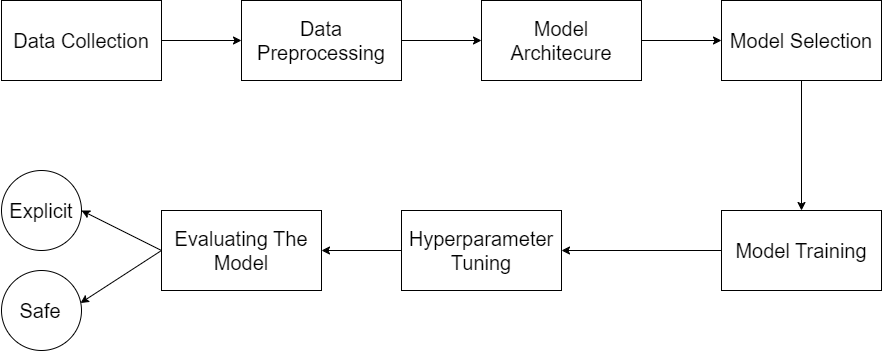 Data Collection
Data
Preprocessing
Model
Architecure
Model Selection
Model Training
Hyperparameter
Tuning
Evaluating The
Model
Explicit
Safe